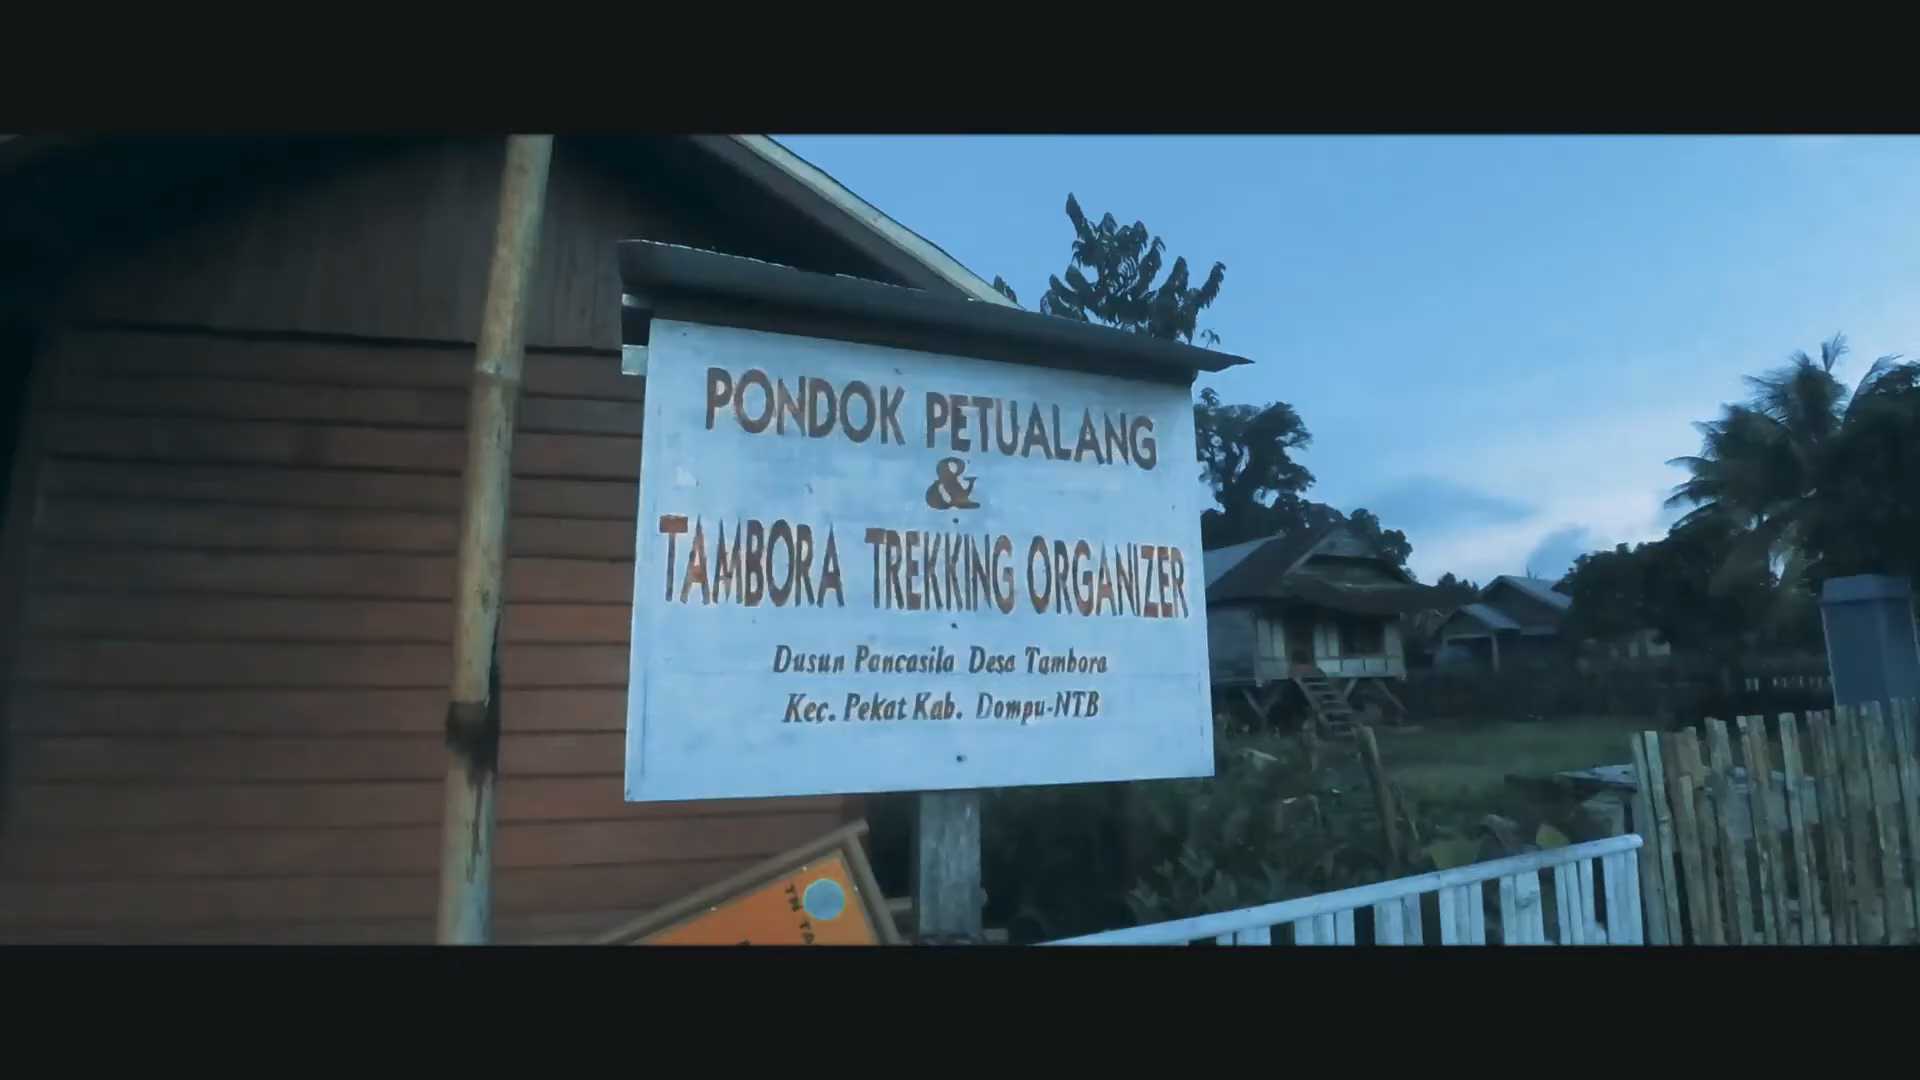 PONDOK PETUALANG
&
TAMBORA TREKKING ORGANIZER
Dusun Pancasila Desa Tambora
Kec. Pekat Kab. Dompu-NTB